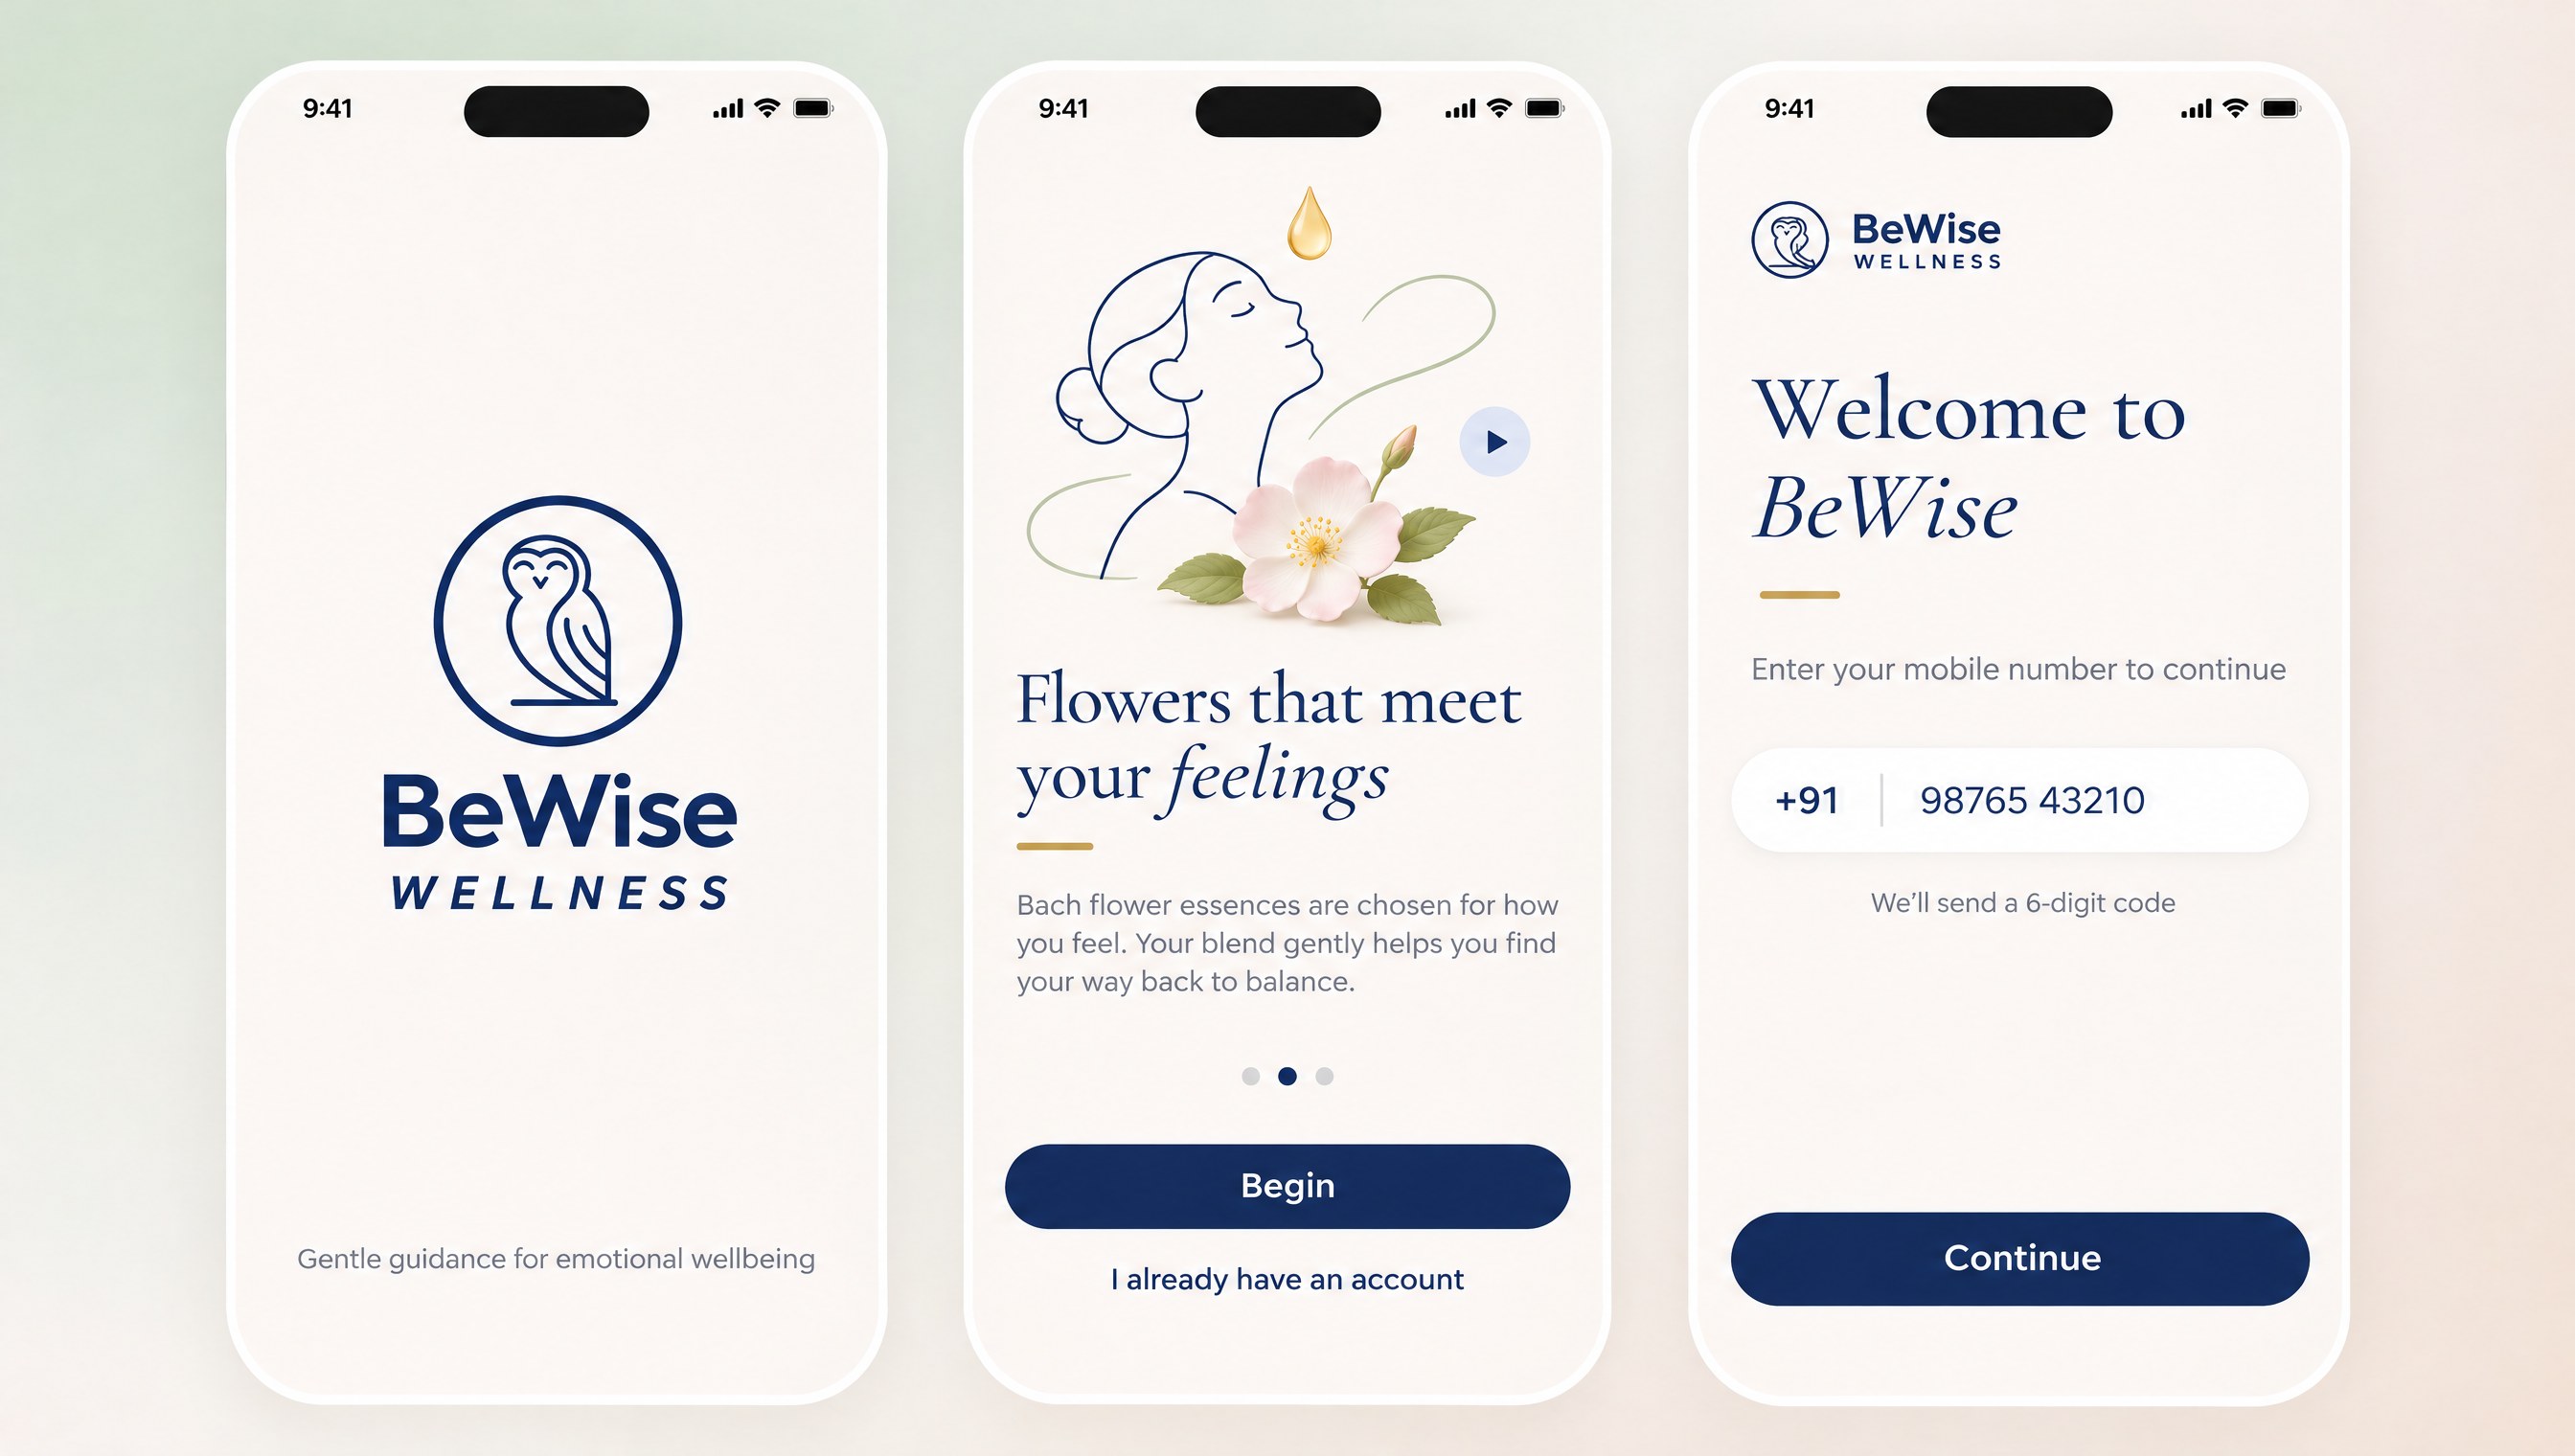 9:41
BeWise
WELLNESS
Gentle guidance for emotional wellbeing
9:41
Flowers that meet
your feelings
Bach flower essences are chosen for how
you feel. Your blend gently helps you find
your way back to balance.
Begin
I already have an account
9:41
BeWise
WELLNESS
Welcome to
BeWise
Enter your mobile number to continue
+91 98765 43210
We'll send a 6-digit code
Continue